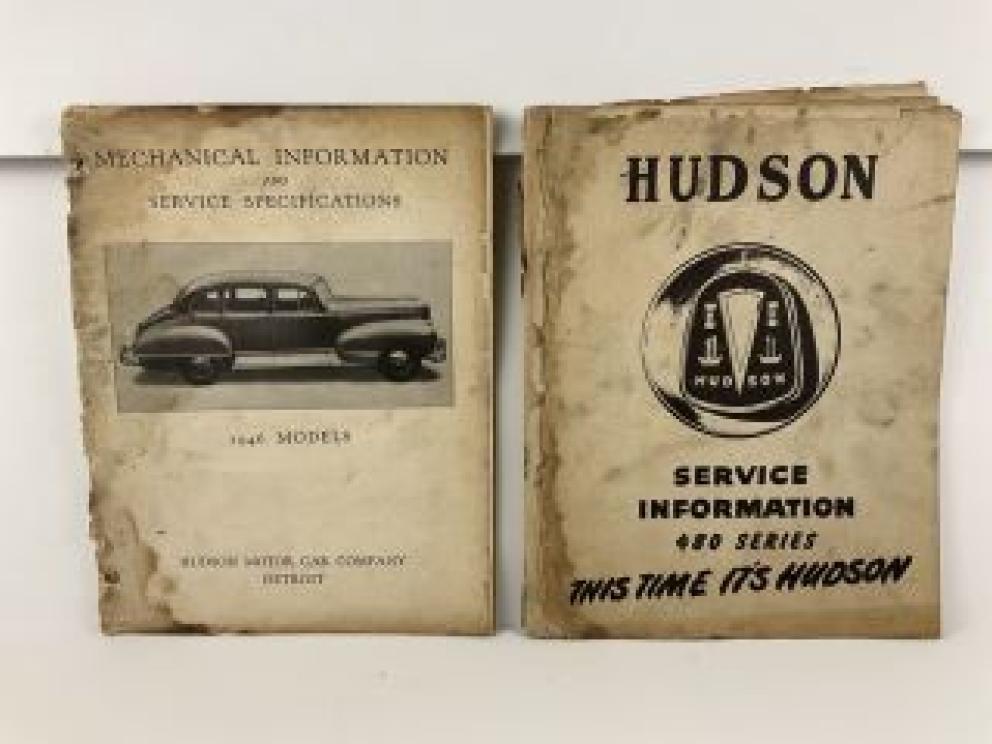 MECHANICAL INFORMATION
AND
SERVICE SPECIFICATIONS
1946 MODELS
HUDSON MOTOR CAR COMPANY
DETROIT
HUDSON
HUDSON
SERVICE
INFORMATION
480 SERIES
THIS TIME IT'S HUDSON